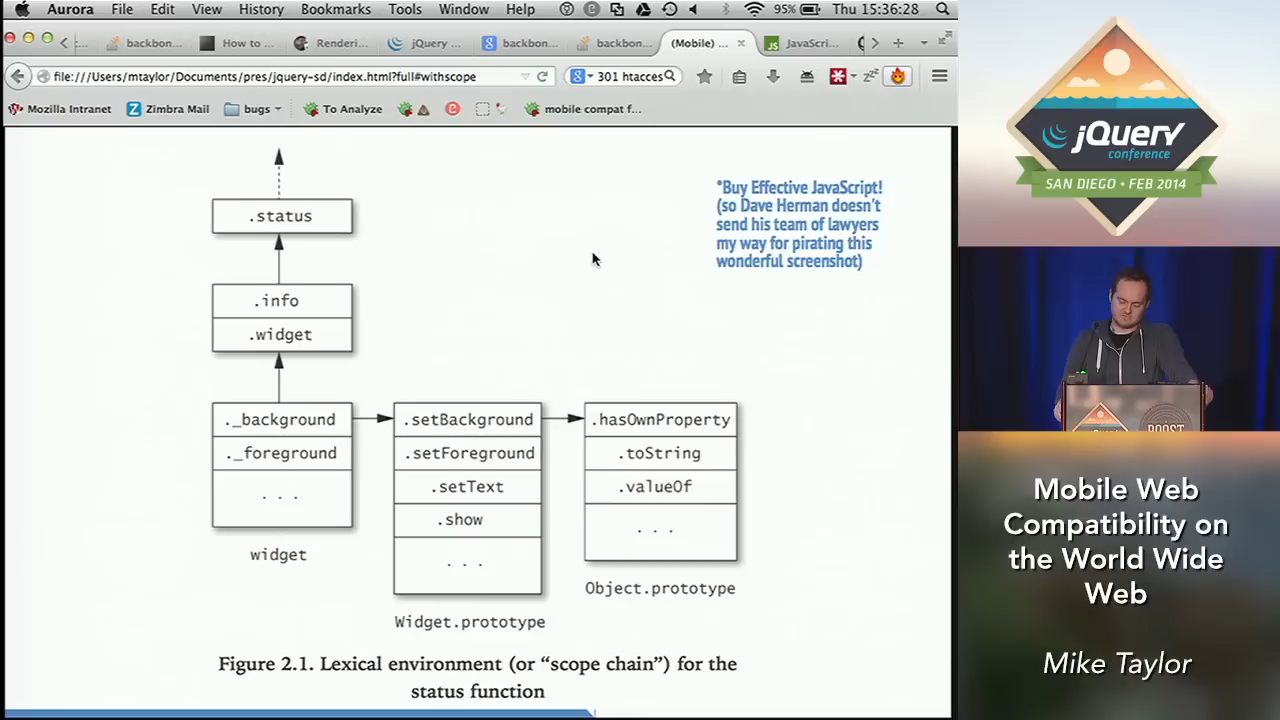 Aurora File Edit View History Bookmarks Tools Window Help 95% Thu 15:36:28
backbon... How to ... Renderi... jQuery ... backbon... backbon... (Mobile) ... JavaScri...
file:///Users/mtaylor/Documents/pres/jquery-sd/index.html?full#withscope 301 htacces
Mozilla Intranet Zimbra Mail bugs To Analyze mobile compat f...
.status
.info
.widget
._background
._foreground
...
widget
.setBackground
.setForeground
.setText
.show
...
Widget.prototype
.hasOwnProperty
.toString
.valueOf
...
Object.prototype
*Buy Effective JavaScript!
(so Dave Herman doesn't
send his team of lawyers
my way for pirating this
wonderful screenshot)
Figure 2.1. Lexical environment (or “scope chain”) for the
status function
jQuery
conference
SAN DIEGO • FEB 2014
BOOST
Mobile Web
Compatibility on
the World Wide
Web
Mike Taylor